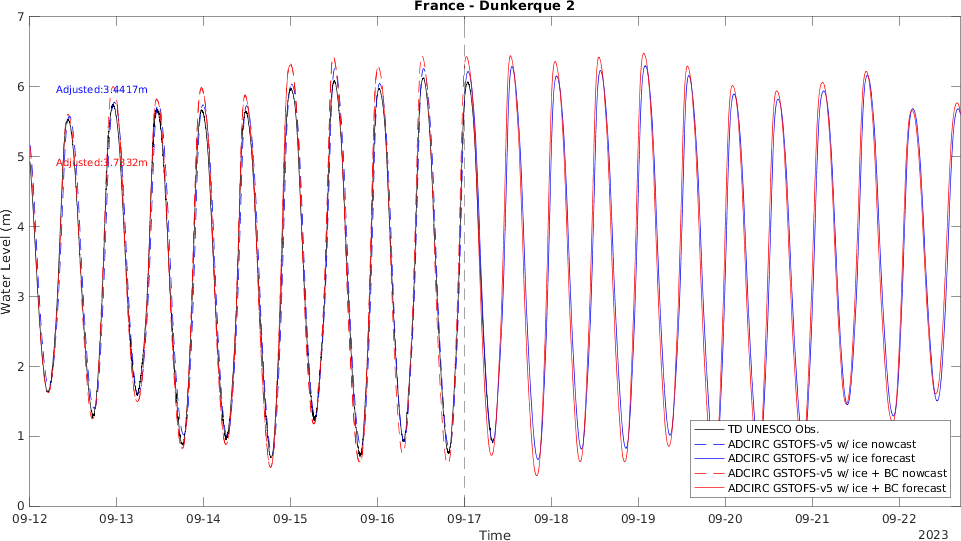 France - Dunkerque 2
Water Level (m)
7
6
5
4
3
2
1
0
Adjusted:3.4417m
Adjusted:3.7332m
TD UNESCO Obs.
ADCIRC GSTOFS-v5 w/ ice nowcast
ADCIRC GSTOFS-v5 w/ ice forecast
ADCIRC GSTOFS-v5 w/ ice + BC nowcast
ADCIRC GSTOFS-v5 w/ ice + BC forecast
09-12 09-13 09-14 09-15 09-16 09-17 09-18 09-19 09-20 09-21 09-22
Time
2023